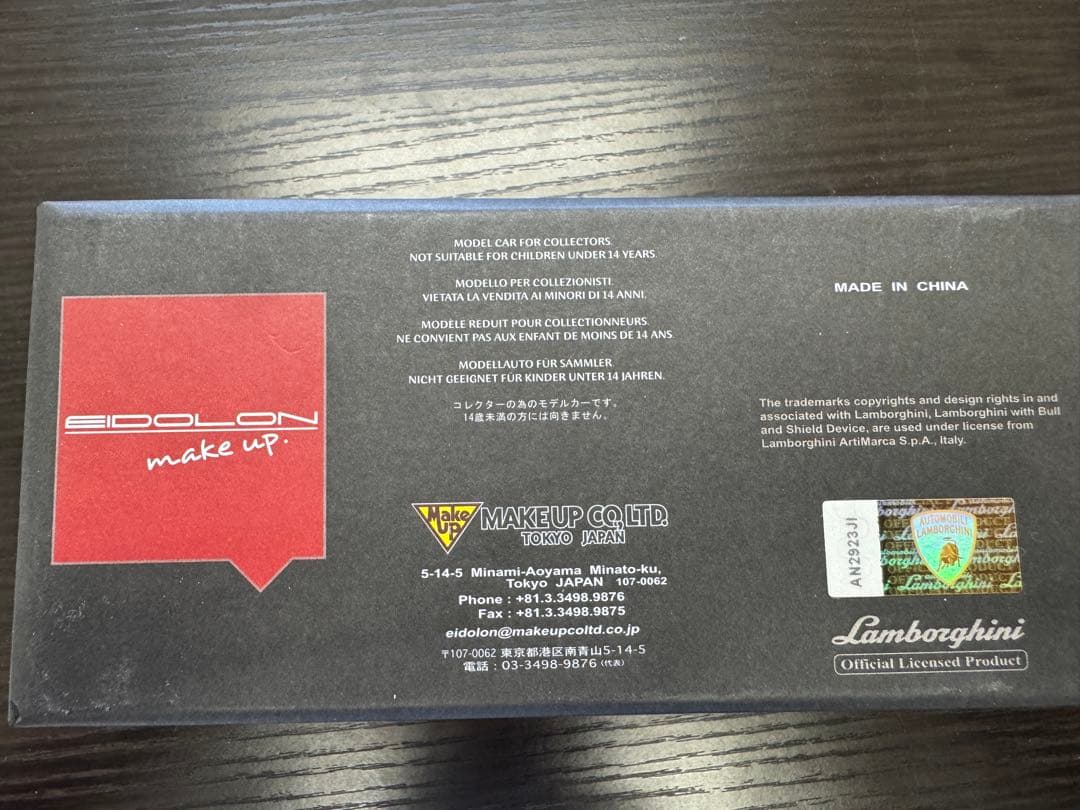 EIDOLON
make up.
MODEL CAR FOR COLLECTORS.
NOT SUITABLE FOR CHILDREN UNDER 14 YEARS.
MODELLO PER COLLEZIONISTI.
VIETATA LA VENDITA AI MINORI DI 14 ANNI.
MODÈLE REDUIT POUR COLLECTIONNEURS.
NE CONVIENT PAS AUX ENFANT DE MOINS DE 14 ANS.
MODELLAUTO FÜR SAMMLER.
NICHT GEEIGNET FÜR KINDER UNTER 14 JAHREN.
コレクターの為のモデルカーです。
14歳未満の方には向きません。
Make Up
MAKE UP CO., LTD.
TOKYO JAPAN
5-14-5 Minami-Aoyama Minato-ku,
Tokyo JAPAN 107-0062
Phone : +81.3.3498.9876
Fax : +81.3.3498.9875
eidolon@makeupcoltd.co.jp
〒107-0062 東京都港区南青山5-14-5
電話 : 03-3498-9876 (代表)
MADE IN CHINA
The trademarks copyrights and design rights in and
associated with Lamborghini, Lamborghini with Bull
and Shield Device, are used under license from
Lamborghini ArtiMarca S.p.A., Italy.
AN2923JI
AUTOMOBILI
LAMBORGHINI
Lamborghini
Official Licensed Product